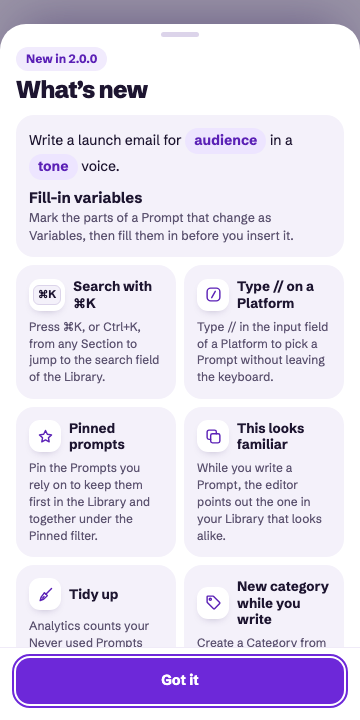 New in 2.0.0
What's new
Write a launch email for audience in a
tone voice.
Fill-in variables
Mark the parts of a Prompt that change as
Variables, then fill them in before you insert it.
⌘K
Search with
⌘K
Press ⌘K, or Ctrl+K,
from any Section to
jump to the search field
of the Library.
Type // on a
Platform
Type // in the input field
of a Platform to pick a
Prompt without leaving
the keyboard.
Pinned
prompts
Pin the Prompts you
rely on to keep them
first in the Library and
together under the
Pinned filter.
This looks
familiar
While you write a
Prompt, the editor
points out the one in
your Library that looks
alike.
Tidy up
Analytics counts your
Never used Prompts
New category
while you
write
Create a Category from
Got it